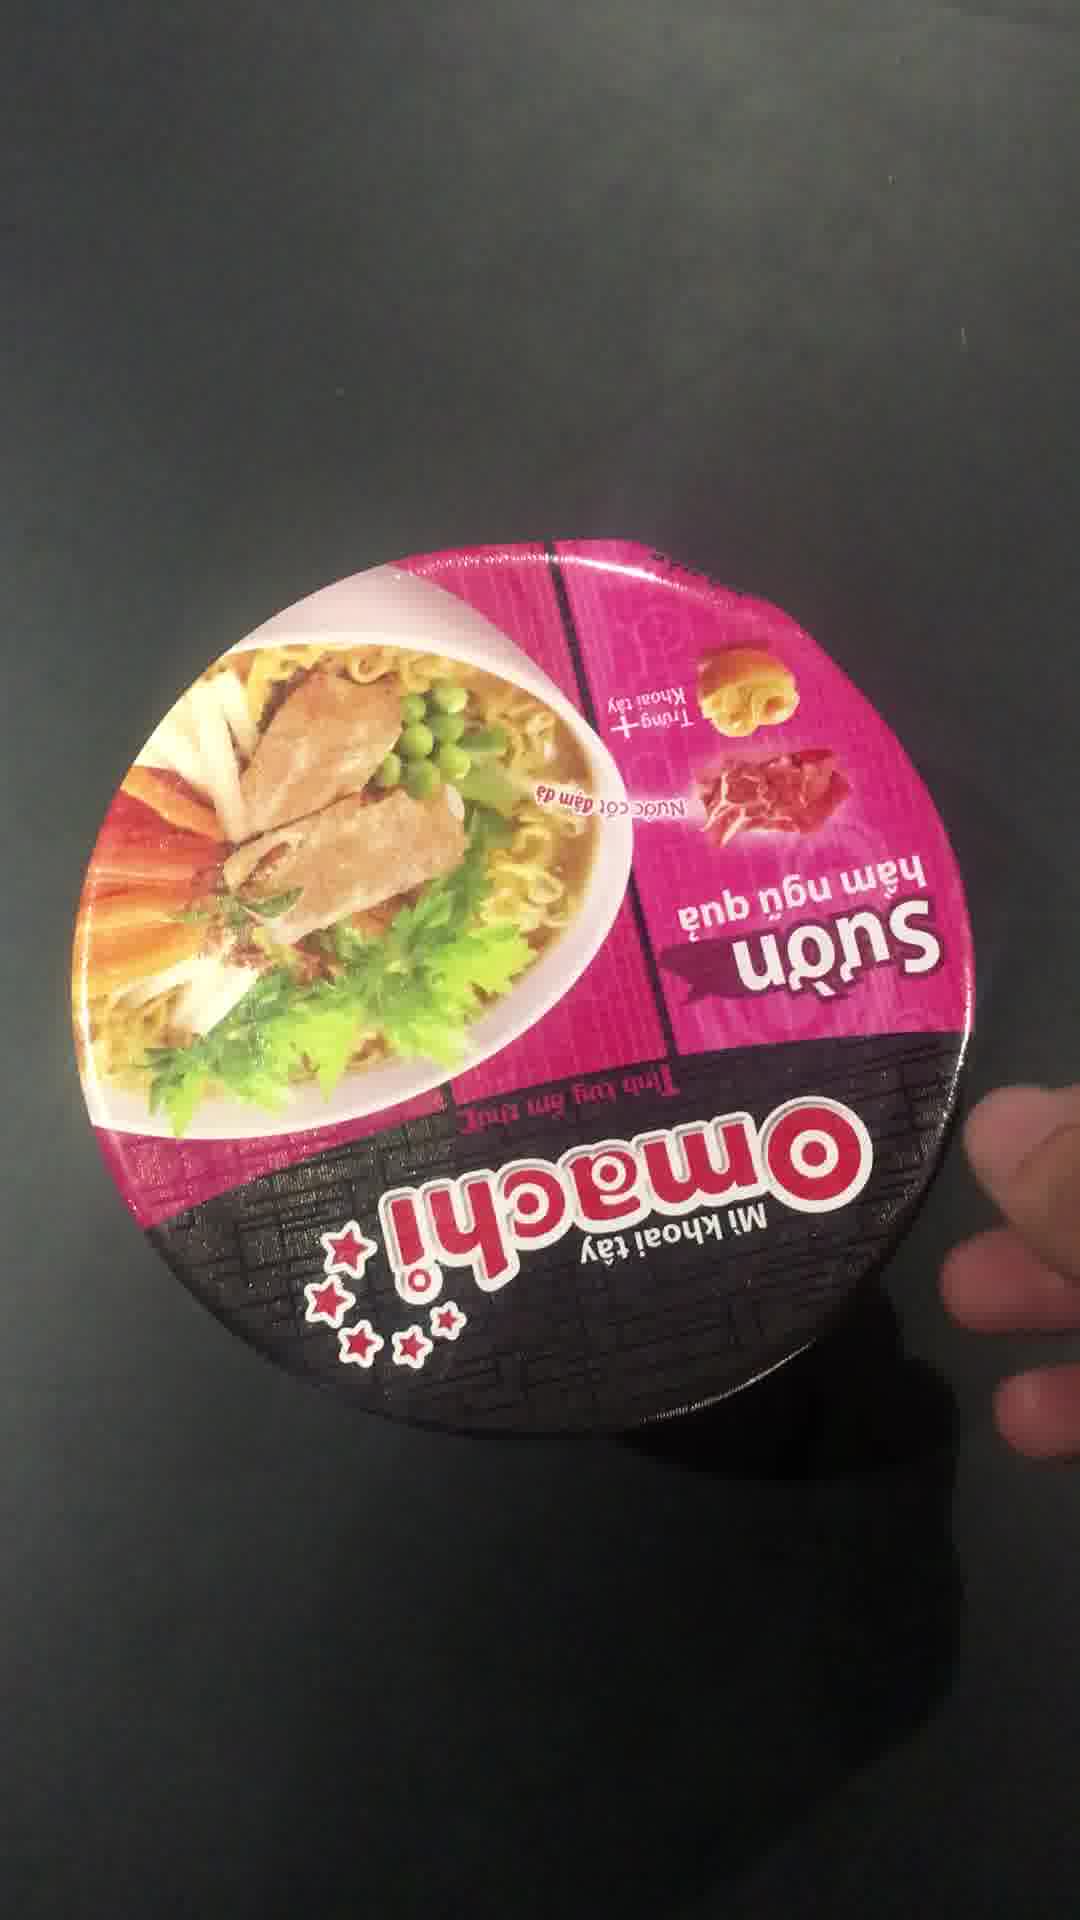 Mì khoai tây
Omachi
Tinh túy ẩm thực
Sườn
hầm ngũ quả
Nước cốt đậm đà
Trứng+
Khoai tây